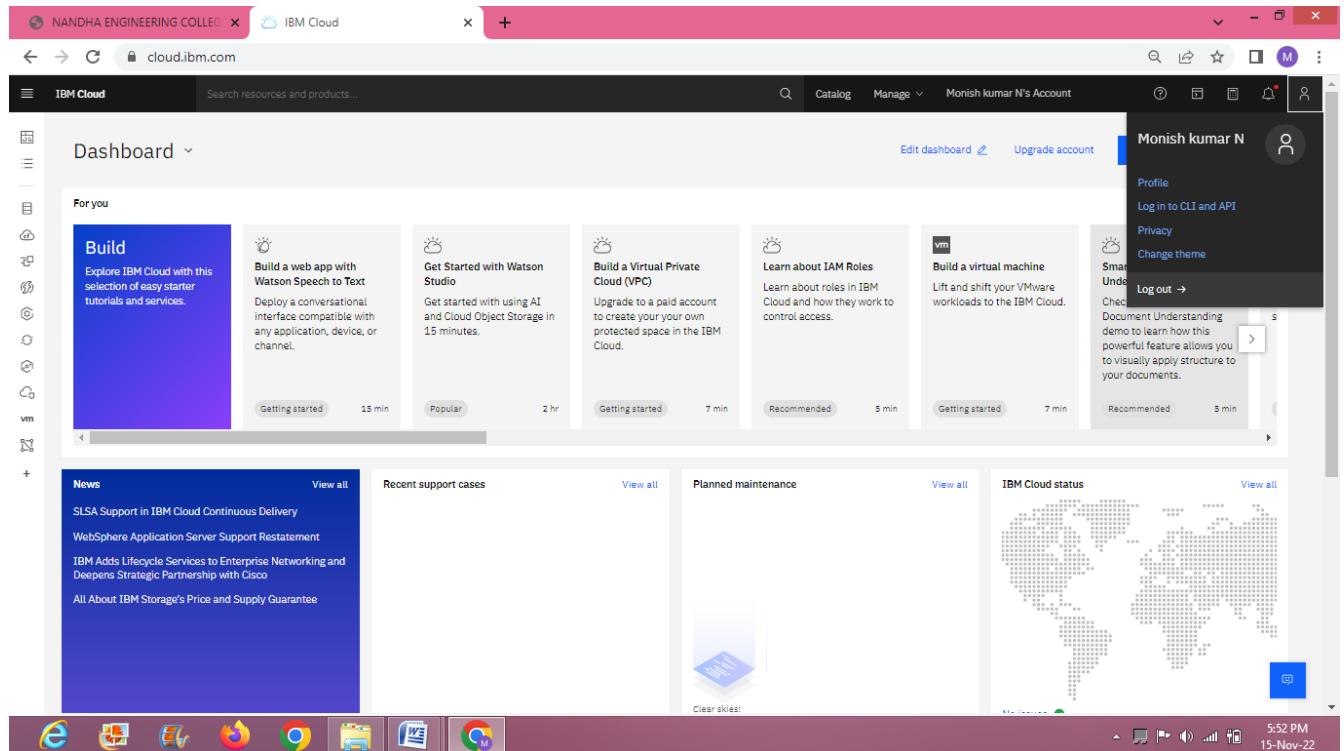 NANDHA ENGINEERING COLLEG
IBM Cloud
cloud.ibm.com
M
IBM Cloud
Search resources and products...
Catalog
Manage
Monish kumar N's Account
Monish kumar N
Profile
Log in to CLI and API
Privacy
Change theme
Log out →
Dashboard
Edit dashboard
Upgrade account
For you
Build
Explore IBM Cloud with this
selection of easy starter
tutorials and services.
Build a web app with
Watson Speech to Text
Deploy a conversational
interface compatible with
any application, device, or
channel.
Getting started
15 min
Get Started with Watson
Studio
Get started with using AI
and Cloud Object Storage in
15 minutes.
Popular
2 hr
Build a Virtual Private
Cloud (VPC)
Upgrade to a paid account
to create your your own
protected space in the IBM
Cloud.
Getting started
7 min
Learn about IAM Roles
Learn about roles in IBM
Cloud and how they work to
control access.
Recommended
5 min
vm
Build a virtual machine
Lift and shift your VMware
workloads to the IBM Cloud.
Getting started
7 min
Smar
Unde
Chec
Document Understanding
demo to learn how this
powerful feature allows you
to visually apply structure to
your documents.
Recommended
5 min
s
vm
News
View all
SLSA Support in IBM Cloud Continuous Delivery
WebSphere Application Server Support Restatement
IBM Adds Lifecycle Services to Enterprise Networking and
Deepens Strategic Partnership with Cisco
All About IBM Storage's Price and Supply Guarantee
Recent support cases
View all
Planned maintenance
View all
Clear skies!
IBM Cloud status
View all
No issues
5:52 PM
15-Nov-22